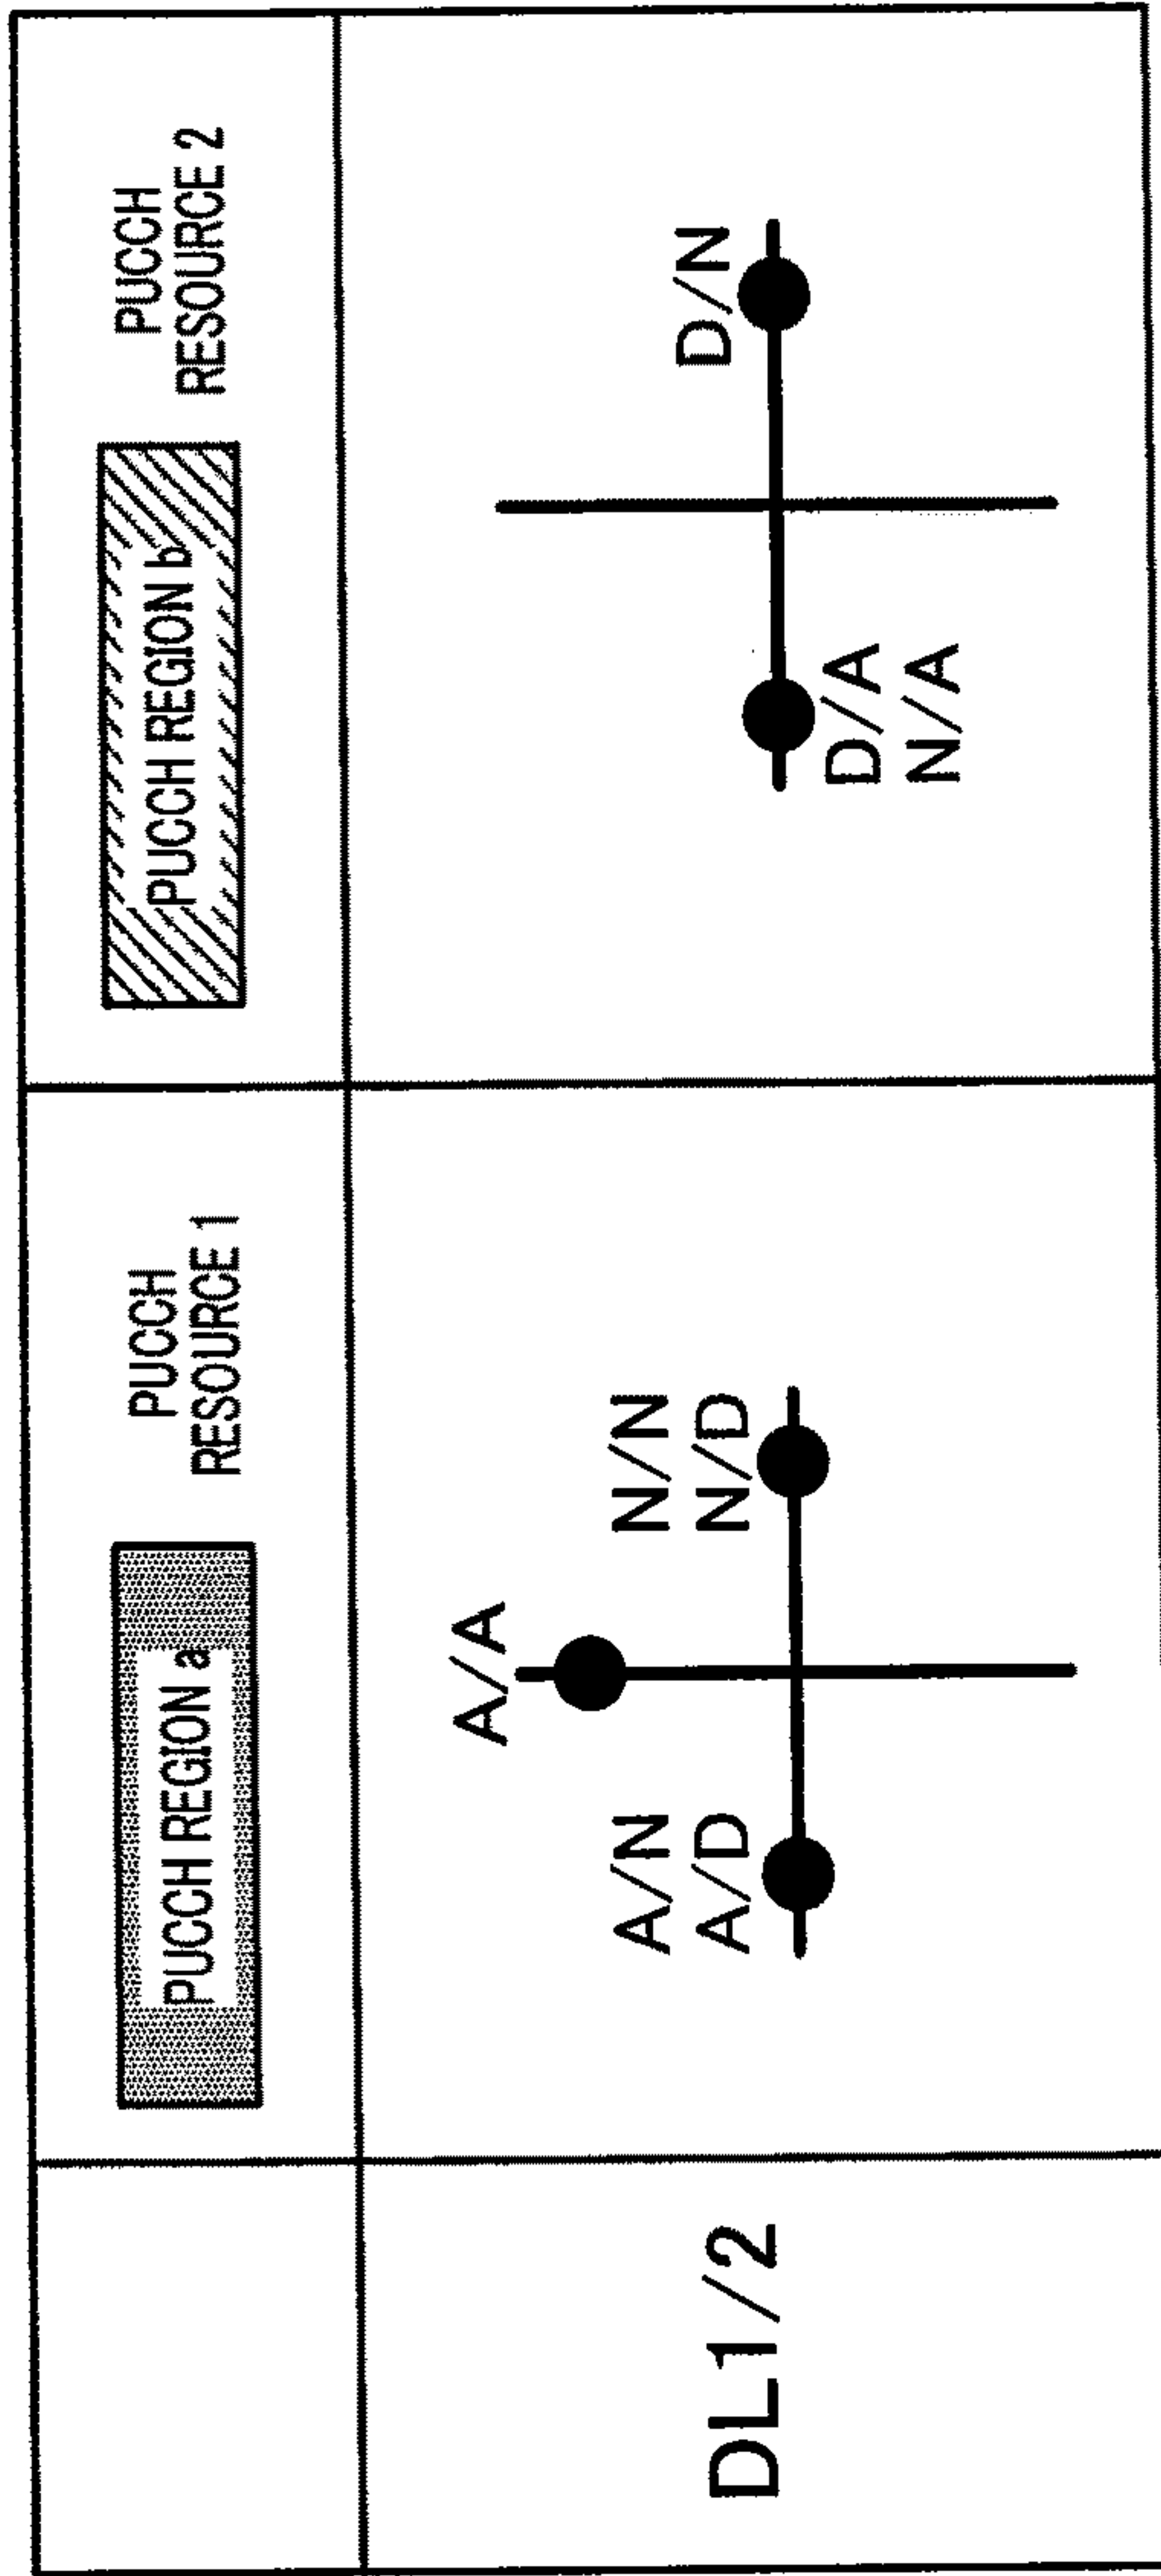 PUCCH REGION a
PUCCH
RESOURCE 1
PUCCH REGION b
PUCCH
RESOURCE 2
DL1/2
A/A
A/N
A/D
N/N
N/D
D/N
D/A
N/A